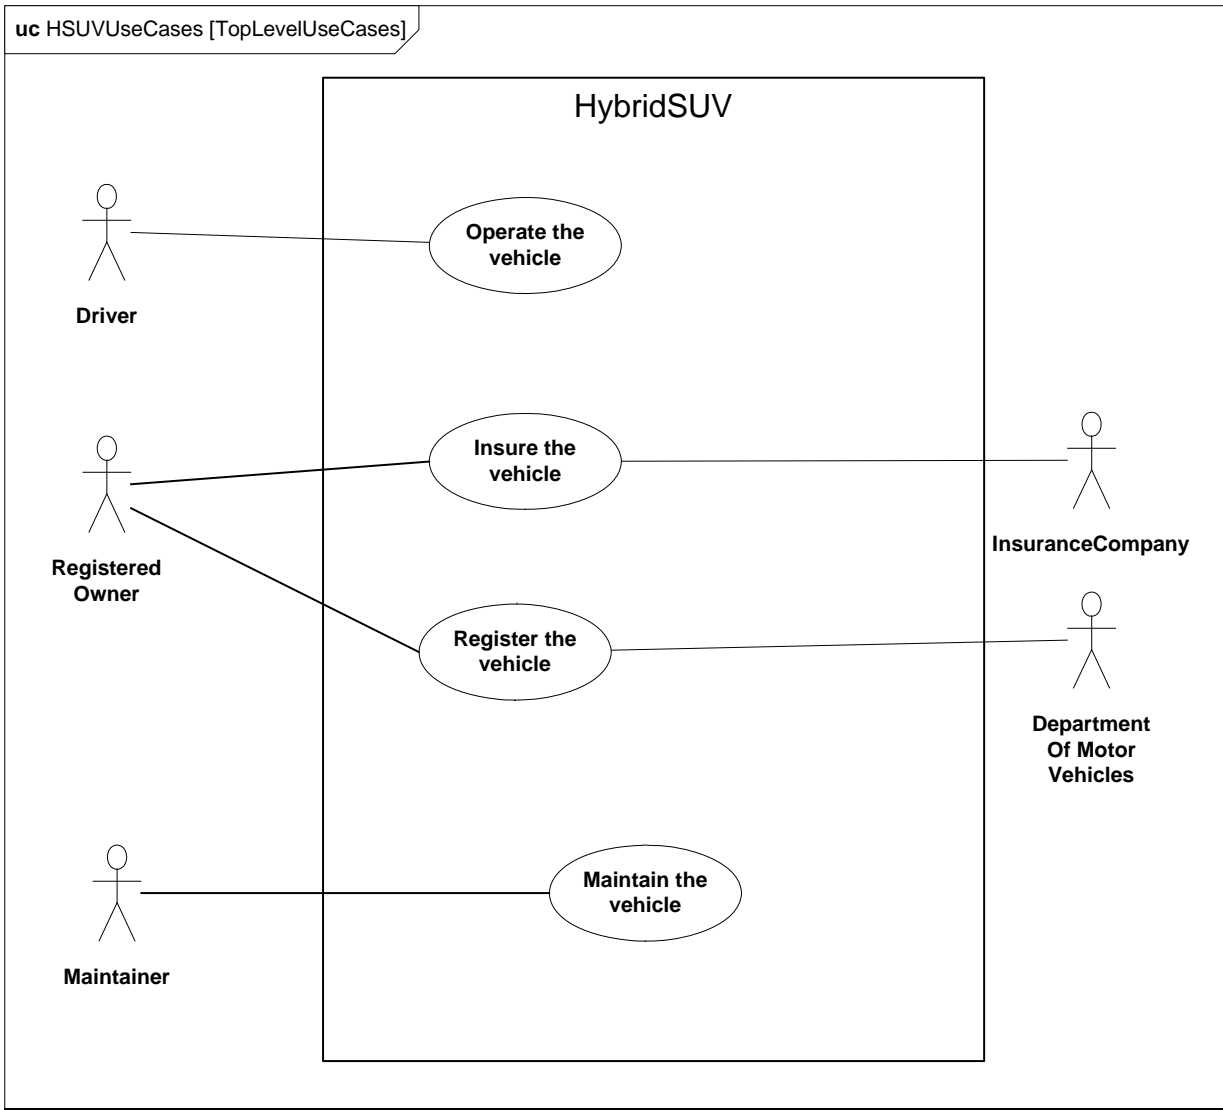 uc HSUVUseCases [TopLevelUseCases]
HybridSUV
Operate the
vehicle
Driver
Insure the
vehicle
InsuranceCompany
Registered
Owner
Register the
vehicle
Department
Of Motor
Vehicles
Maintain the
vehicle
Maintainer